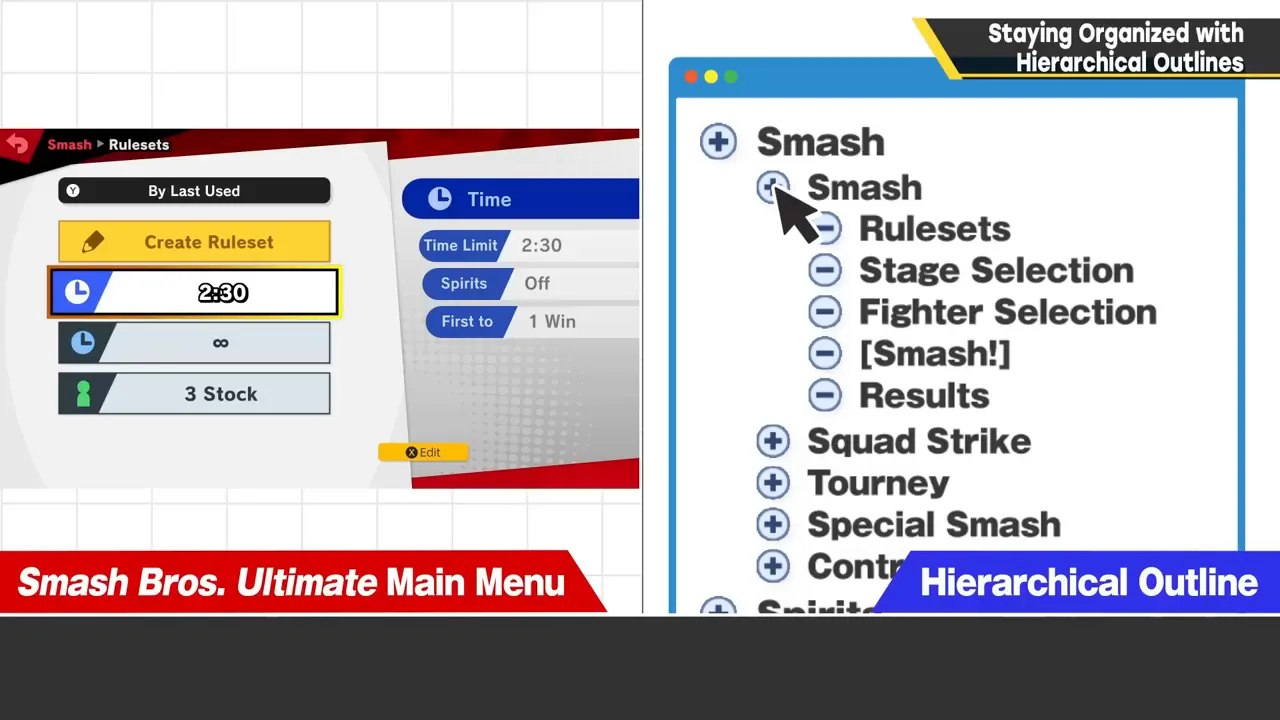 Staying Organized with
Hierarchical Outlines
Smash ▸ Rulesets
Y By Last Used
Create Ruleset
2:30
∞
3 Stock
Time
Time Limit 2:30
Spirits Off
First to 1 Win
X Edit
Smash
Smash
Rulesets
Stage Selection
Fighter Selection
[Smash!]
Results
Squad Strike
Tourney
Special Smash
Contr
Spirits
Smash Bros. Ultimate Main Menu
Hierarchical Outline